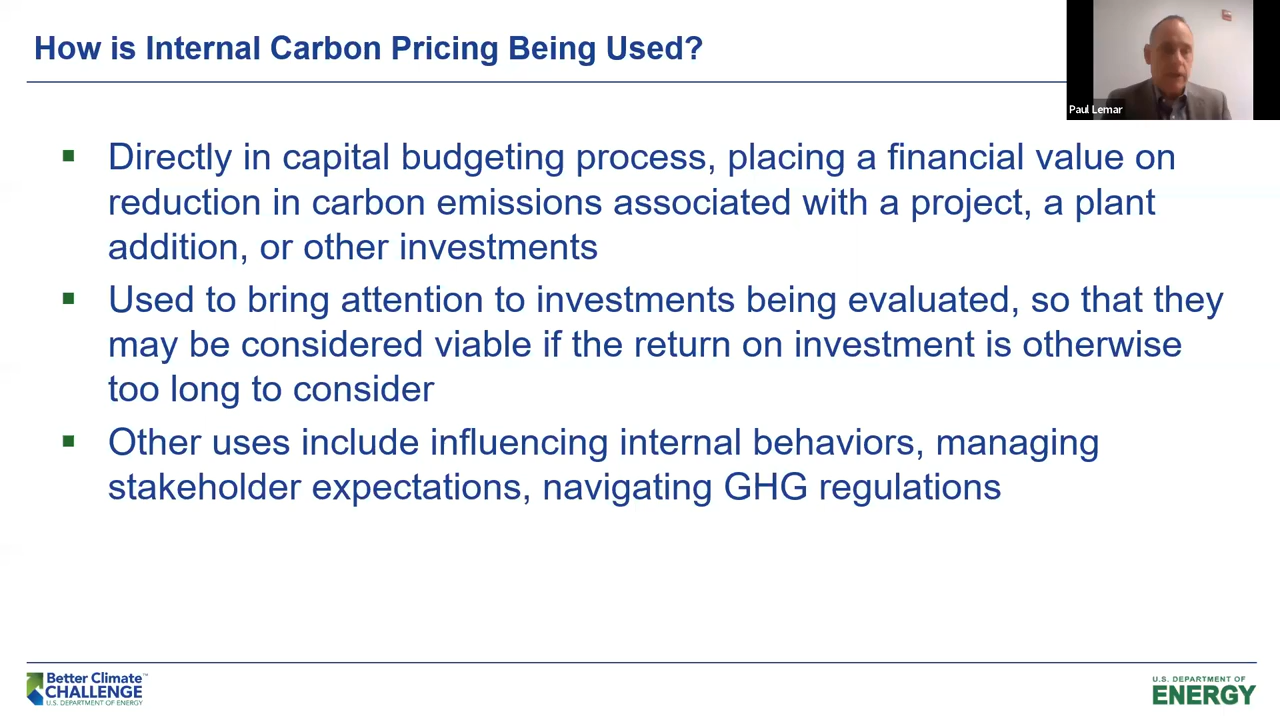 How is Internal Carbon Pricing Being Used?
Paul Lemar
▪ Directly in capital budgeting process, placing a financial value on
reduction in carbon emissions associated with a project, a plant
addition, or other investments
▪ Used to bring attention to investments being evaluated, so that they
may be considered viable if the return on investment is otherwise
too long to consider
▪ Other uses include influencing internal behaviors, managing
stakeholder expectations, navigating GHG regulations
Better Climate™
CHALLENGE
U.S. DEPARTMENT OF ENERGY
U.S. DEPARTMENT OF
ENERGY